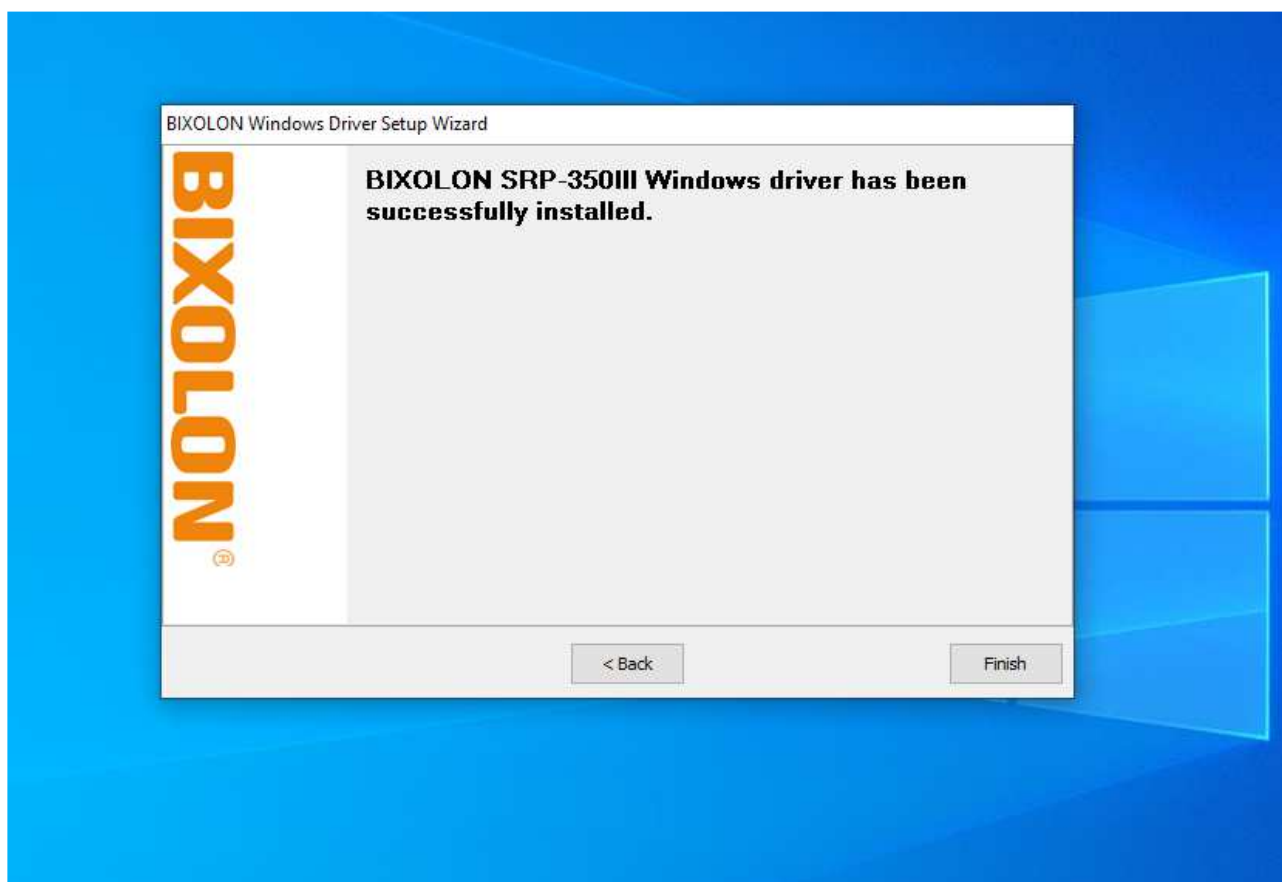 BIXOLON Windows Driver Setup Wizard
BIXOLON®
BIXOLON SRP-350III Windows driver has been
successfully installed.
< Back
Finish